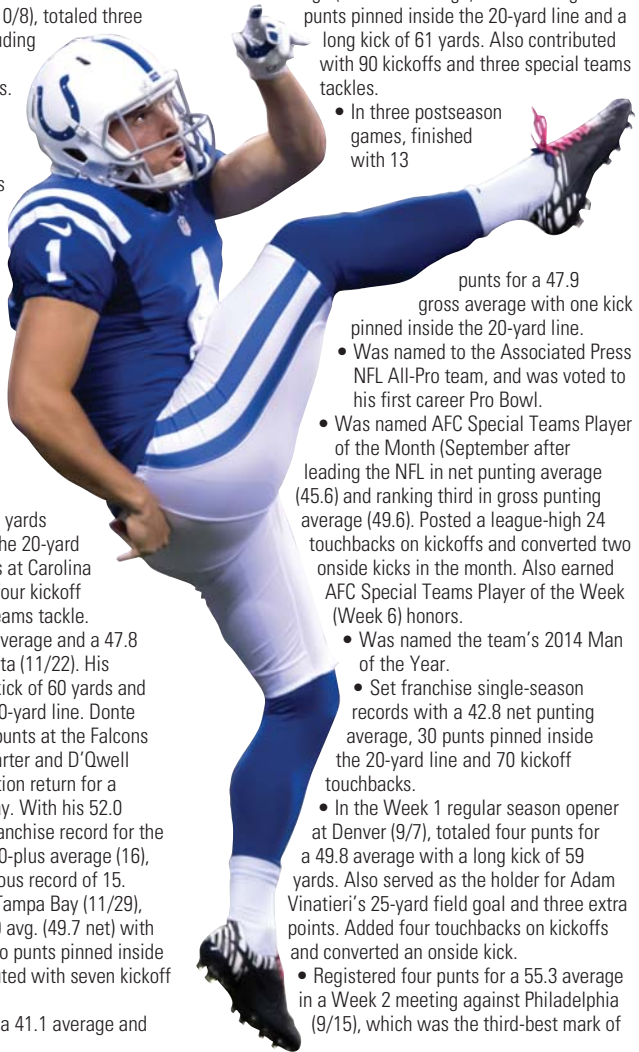 0/8), totaled three
uding
s.
s
1
yards
he 20-yard
s at Carolina
our kickoff
eams tackle.
verage and a 47.8
ta (11/22). His
kick of 60 yards and
0-yard line. Donte
punts at the Falcons
arter and D’Qwell
tion return for a
y. With his 52.0
anchise record for the
0-plus average (16),
ous record of 15.
Tampa Bay (11/29),
avg. (49.7 net) with
o punts pinned inside
uted with seven kickoff
a 41.1 average and
punts pinned inside the 20-yard line and a
long kick of 61 yards. Also contributed
with 90 kickoffs and three special teams
tackles.
• In three postseason
games, finished
with 13
punts for a 47.9
gross average with one kick
pinned inside the 20-yard line.
• Was named to the Associated Press
NFL All-Pro team, and was voted to
his first career Pro Bowl.
• Was named AFC Special Teams Player
of the Month (September after
leading the NFL in net punting average
(45.6) and ranking third in gross punting
average (49.6). Posted a league-high 24
touchbacks on kickoffs and converted two
onside kicks in the month. Also earned
AFC Special Teams Player of the Week
(Week 6) honors.
• Was named the team’s 2014 Man
of the Year.
• Set franchise single-season
records with a 42.8 net punting
average, 30 punts pinned inside
the 20-yard line and 70 kickoff
touchbacks.
• In the Week 1 regular season opener
at Denver (9/7), totaled four punts for
a 49.8 average with a long kick of 59
yards. Also served as the holder for Adam
Vinatieri’s 25-yard field goal and three extra
points. Added four touchbacks on kickoffs
and converted an onside kick.
• Registered four punts for a 55.3 average
in a Week 2 meeting against Philadelphia
(9/15), which was the third-best mark of